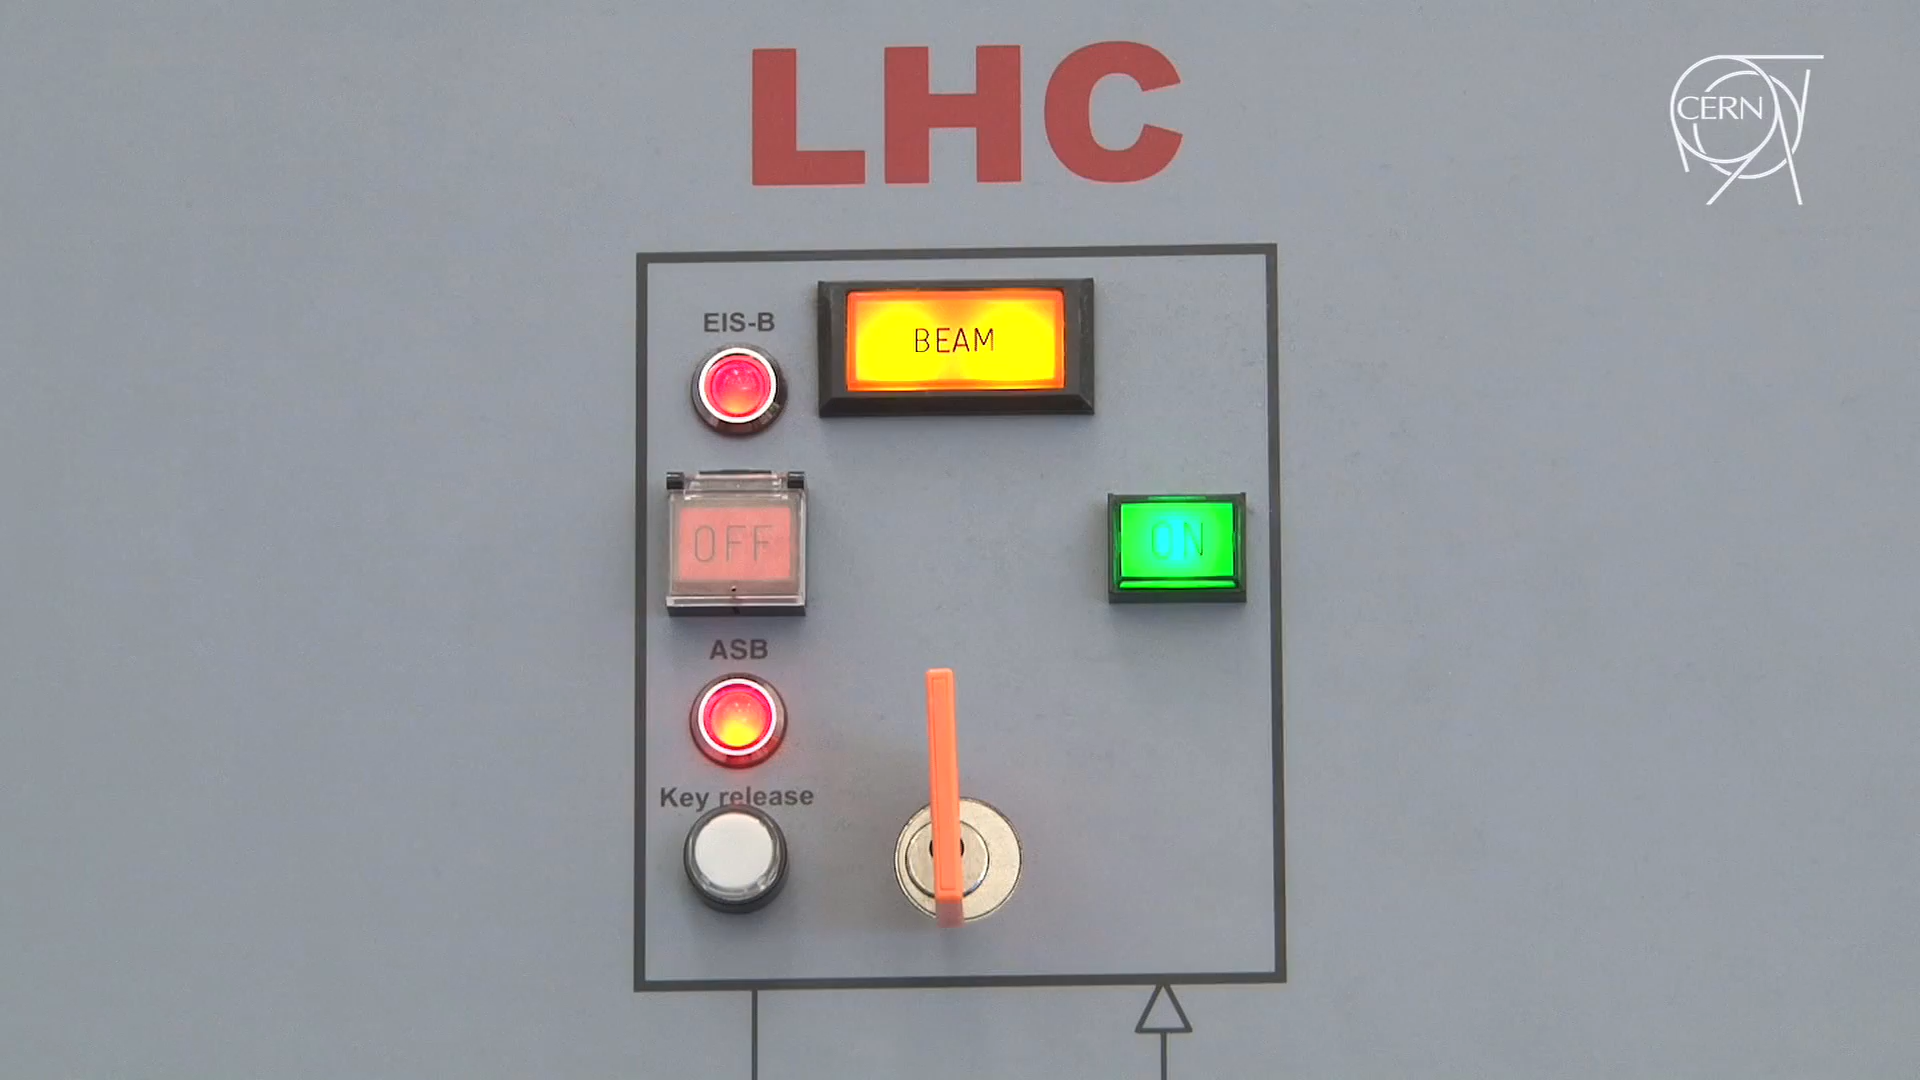 LHC
CERN
EIS-B
BEAM
OFF
ON
ASB
Key release